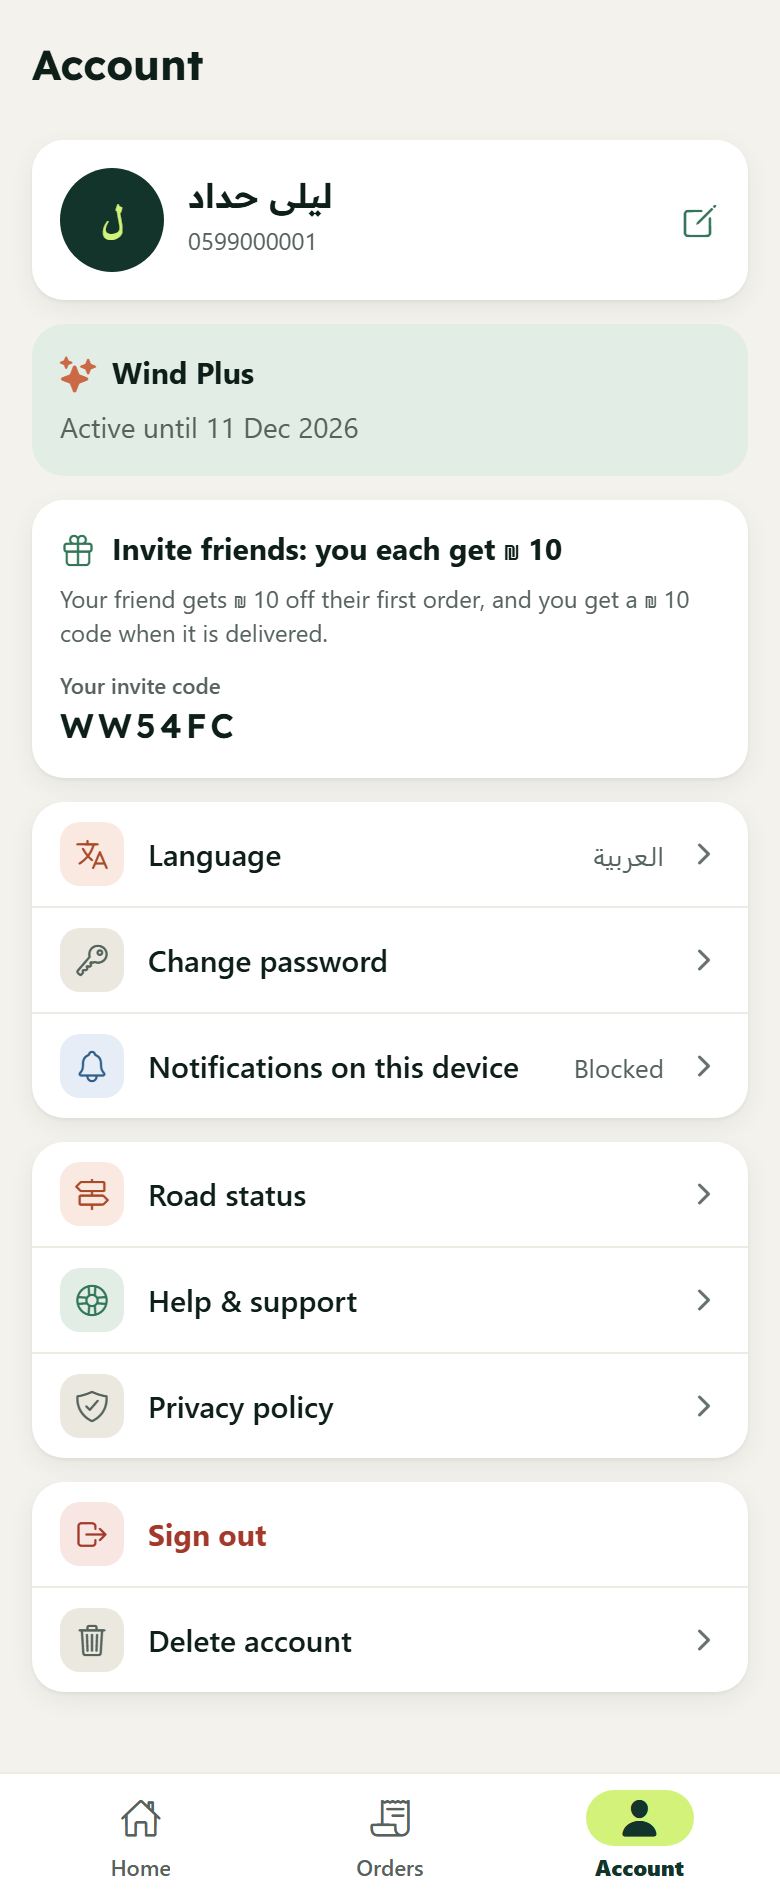 Account
ل
ليلى حداد
0599000001
Wind Plus
Active until 11 Dec 2026
Invite friends: you each get ₪ 10
Your friend gets ₪ 10 off their first order, and you get a ₪ 10
code when it is delivered.
Your invite code
WW54FC
Language العربية
Change password
Notifications on this device Blocked
Road status
Help & support
Privacy policy
Sign out
Delete account
Home Orders Account